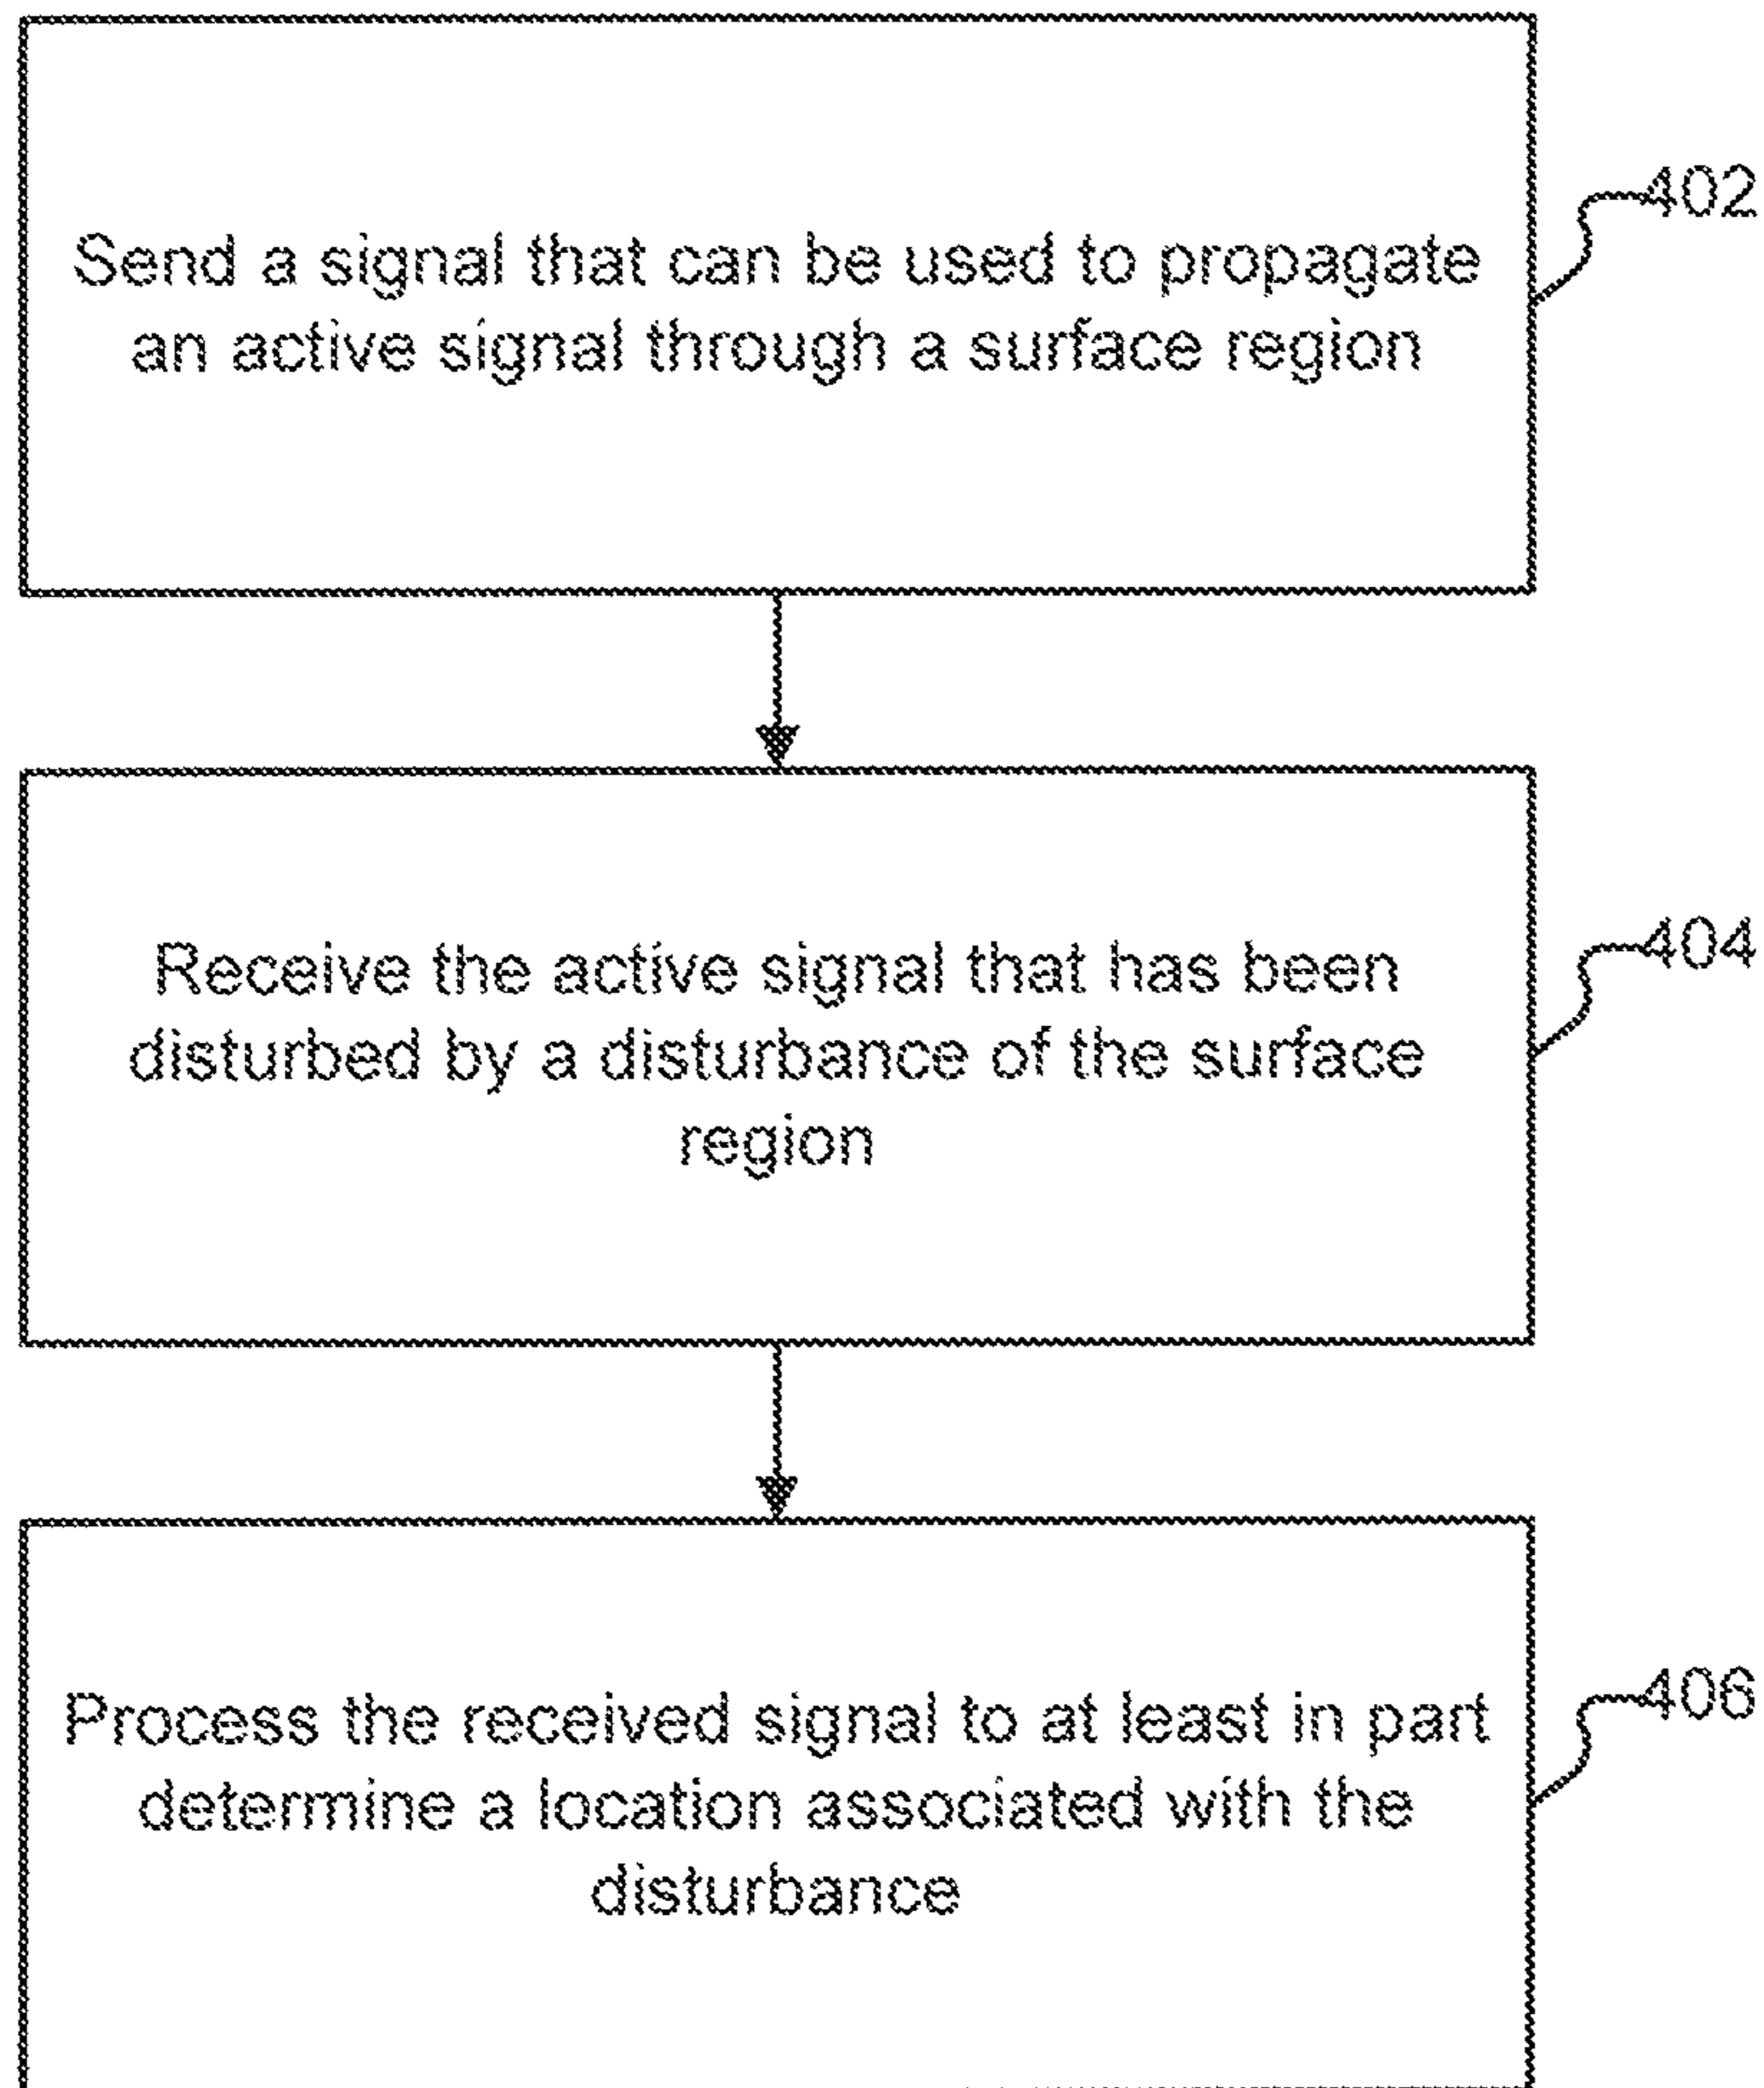 Send a signal that can be used to propagate
an active signal through a surface region
402
Receive the active signal that has been
disturbed by a disturbance of the surface
region
404
Process the received signal to at least in part
determine a location associated with the
disturbance
406